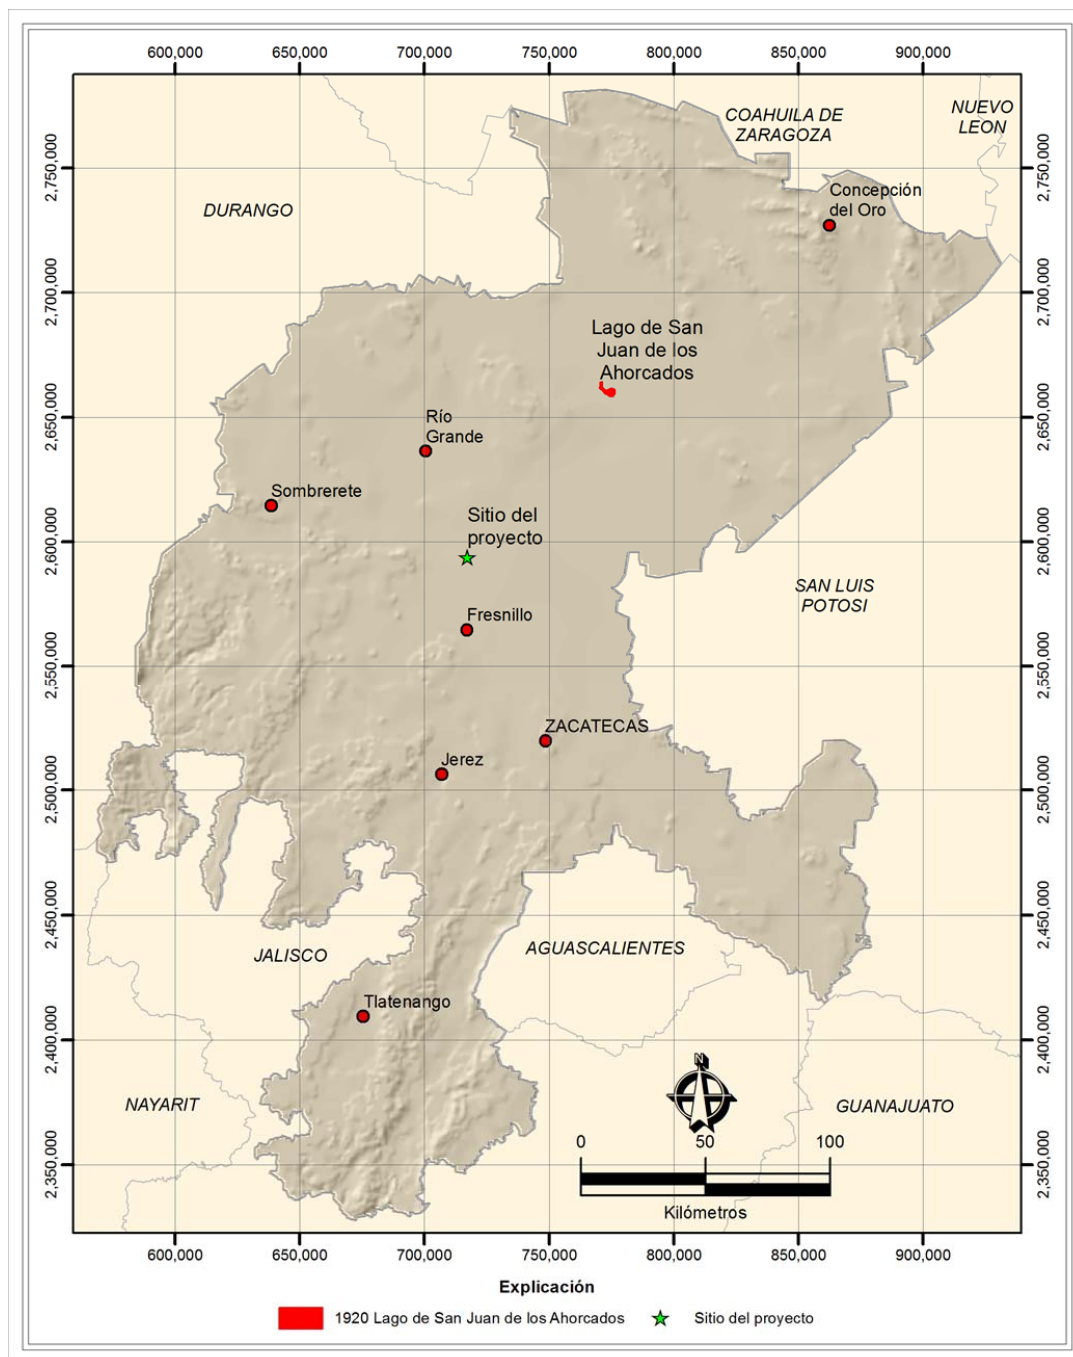 600,000 650,000 700,000 750,000 800,000 850,000 900,000
COAHUILA DE
ZARAGOZA
NUEVO
LEON
2,750,000
2,750,000
Concepción
del Oro
DURANGO
2,700,000
2,700,000
Lago de San
Juan de los
Ahorcados
2,650,000
2,650,000
Río
Grande
Sombrerete
Sitio del
proyecto
2,600,000
2,600,000
SAN LUIS
POTOSI
Fresnillo
2,550,000
2,550,000
ZACATECAS
Jerez
2,500,000
2,500,000
2,450,000
2,450,000
JALISCO
AGUASCALIENTES
Tlatenango
2,400,000
2,400,000
N
NAYARIT
GUANAJUATO
0 50 100
2,350,000
2,350,000
Kilómetros
600,000 650,000 700,000 750,000 800,000 850,000 900,000
Explicación
1920 Lago de San Juan de los Ahorcados
Sitio del proyecto